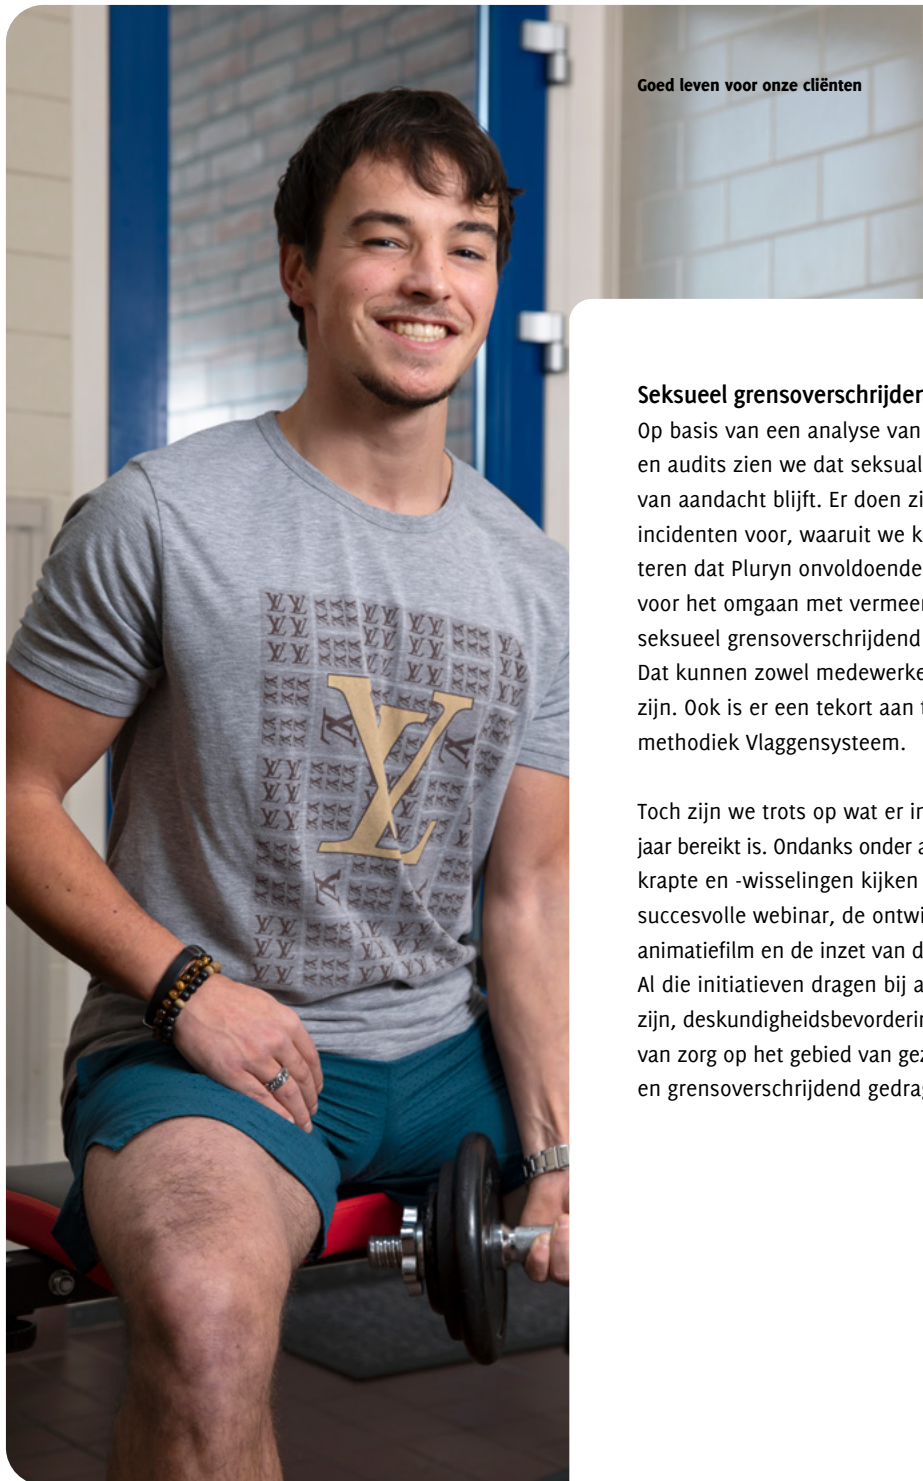 Goed leven voor onze cliënten
Seksueel grensoverschrijden
Op basis van een analyse van
en audits zien we dat seksual
van aandacht blijft. Er doen zi
incidenten voor, waaruit we k
teren dat Pluryn onvoldoende
voor het omgaan met vermeen
seksueel grensoverschrijdend
Dat kunnen zowel medewerke
zijn. Ook is er een tekort aan t
methodiek Vlaggensysteem.
Toch zijn we trots op wat er in
jaar bereikt is. Ondanks onder a
krapte en -wisselingen kijken
succesvolle webinar, de ontwi
animatiefilm en de inzet van d
Al die initiatieven dragen bij a
zijn, deskundigheidsbevorderin
van zorg op het gebied van gez
en grensoverschrijdend gedrag